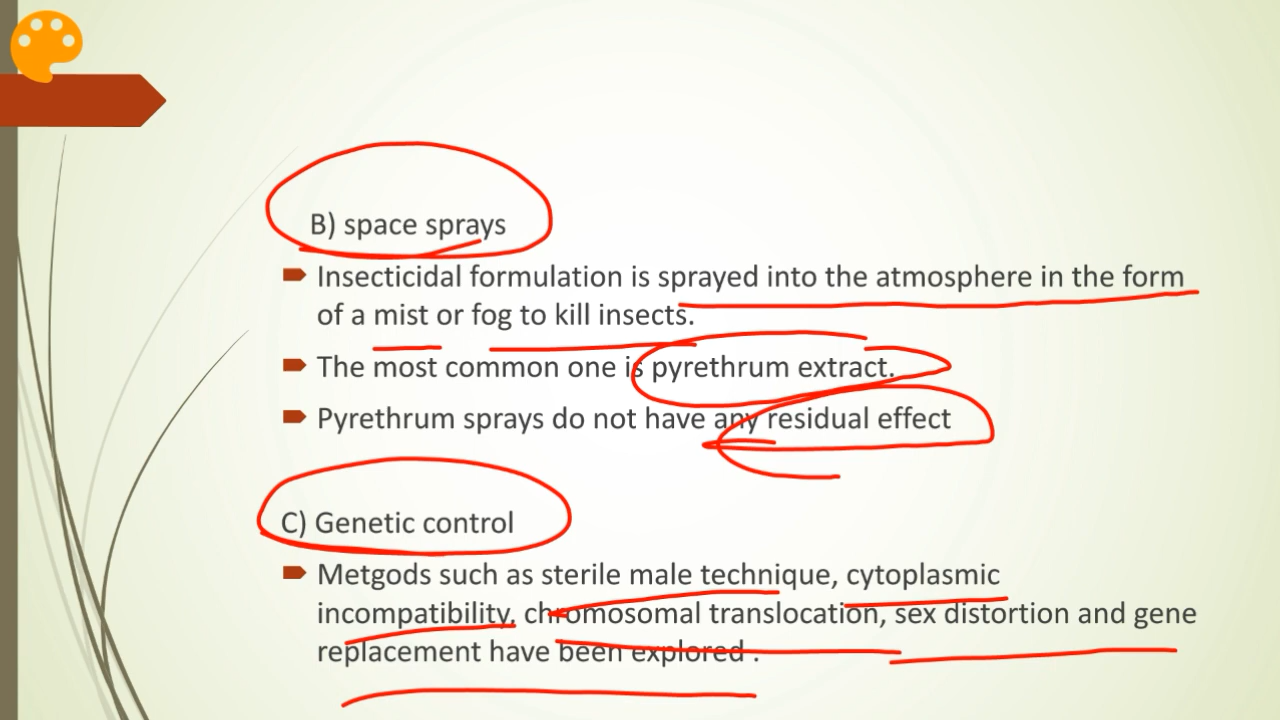 B) space sprays
Insecticidal formulation is sprayed into the atmosphere in the form
of a mist or fog to kill insects.
The most common one is pyrethrum extract.
Pyrethrum sprays do not have any residual effect
C) Genetic control
Metgods such as sterile male technique, cytoplasmic
incompatibility, chromosomal translocation, sex distortion and gene
replacement have been explored .